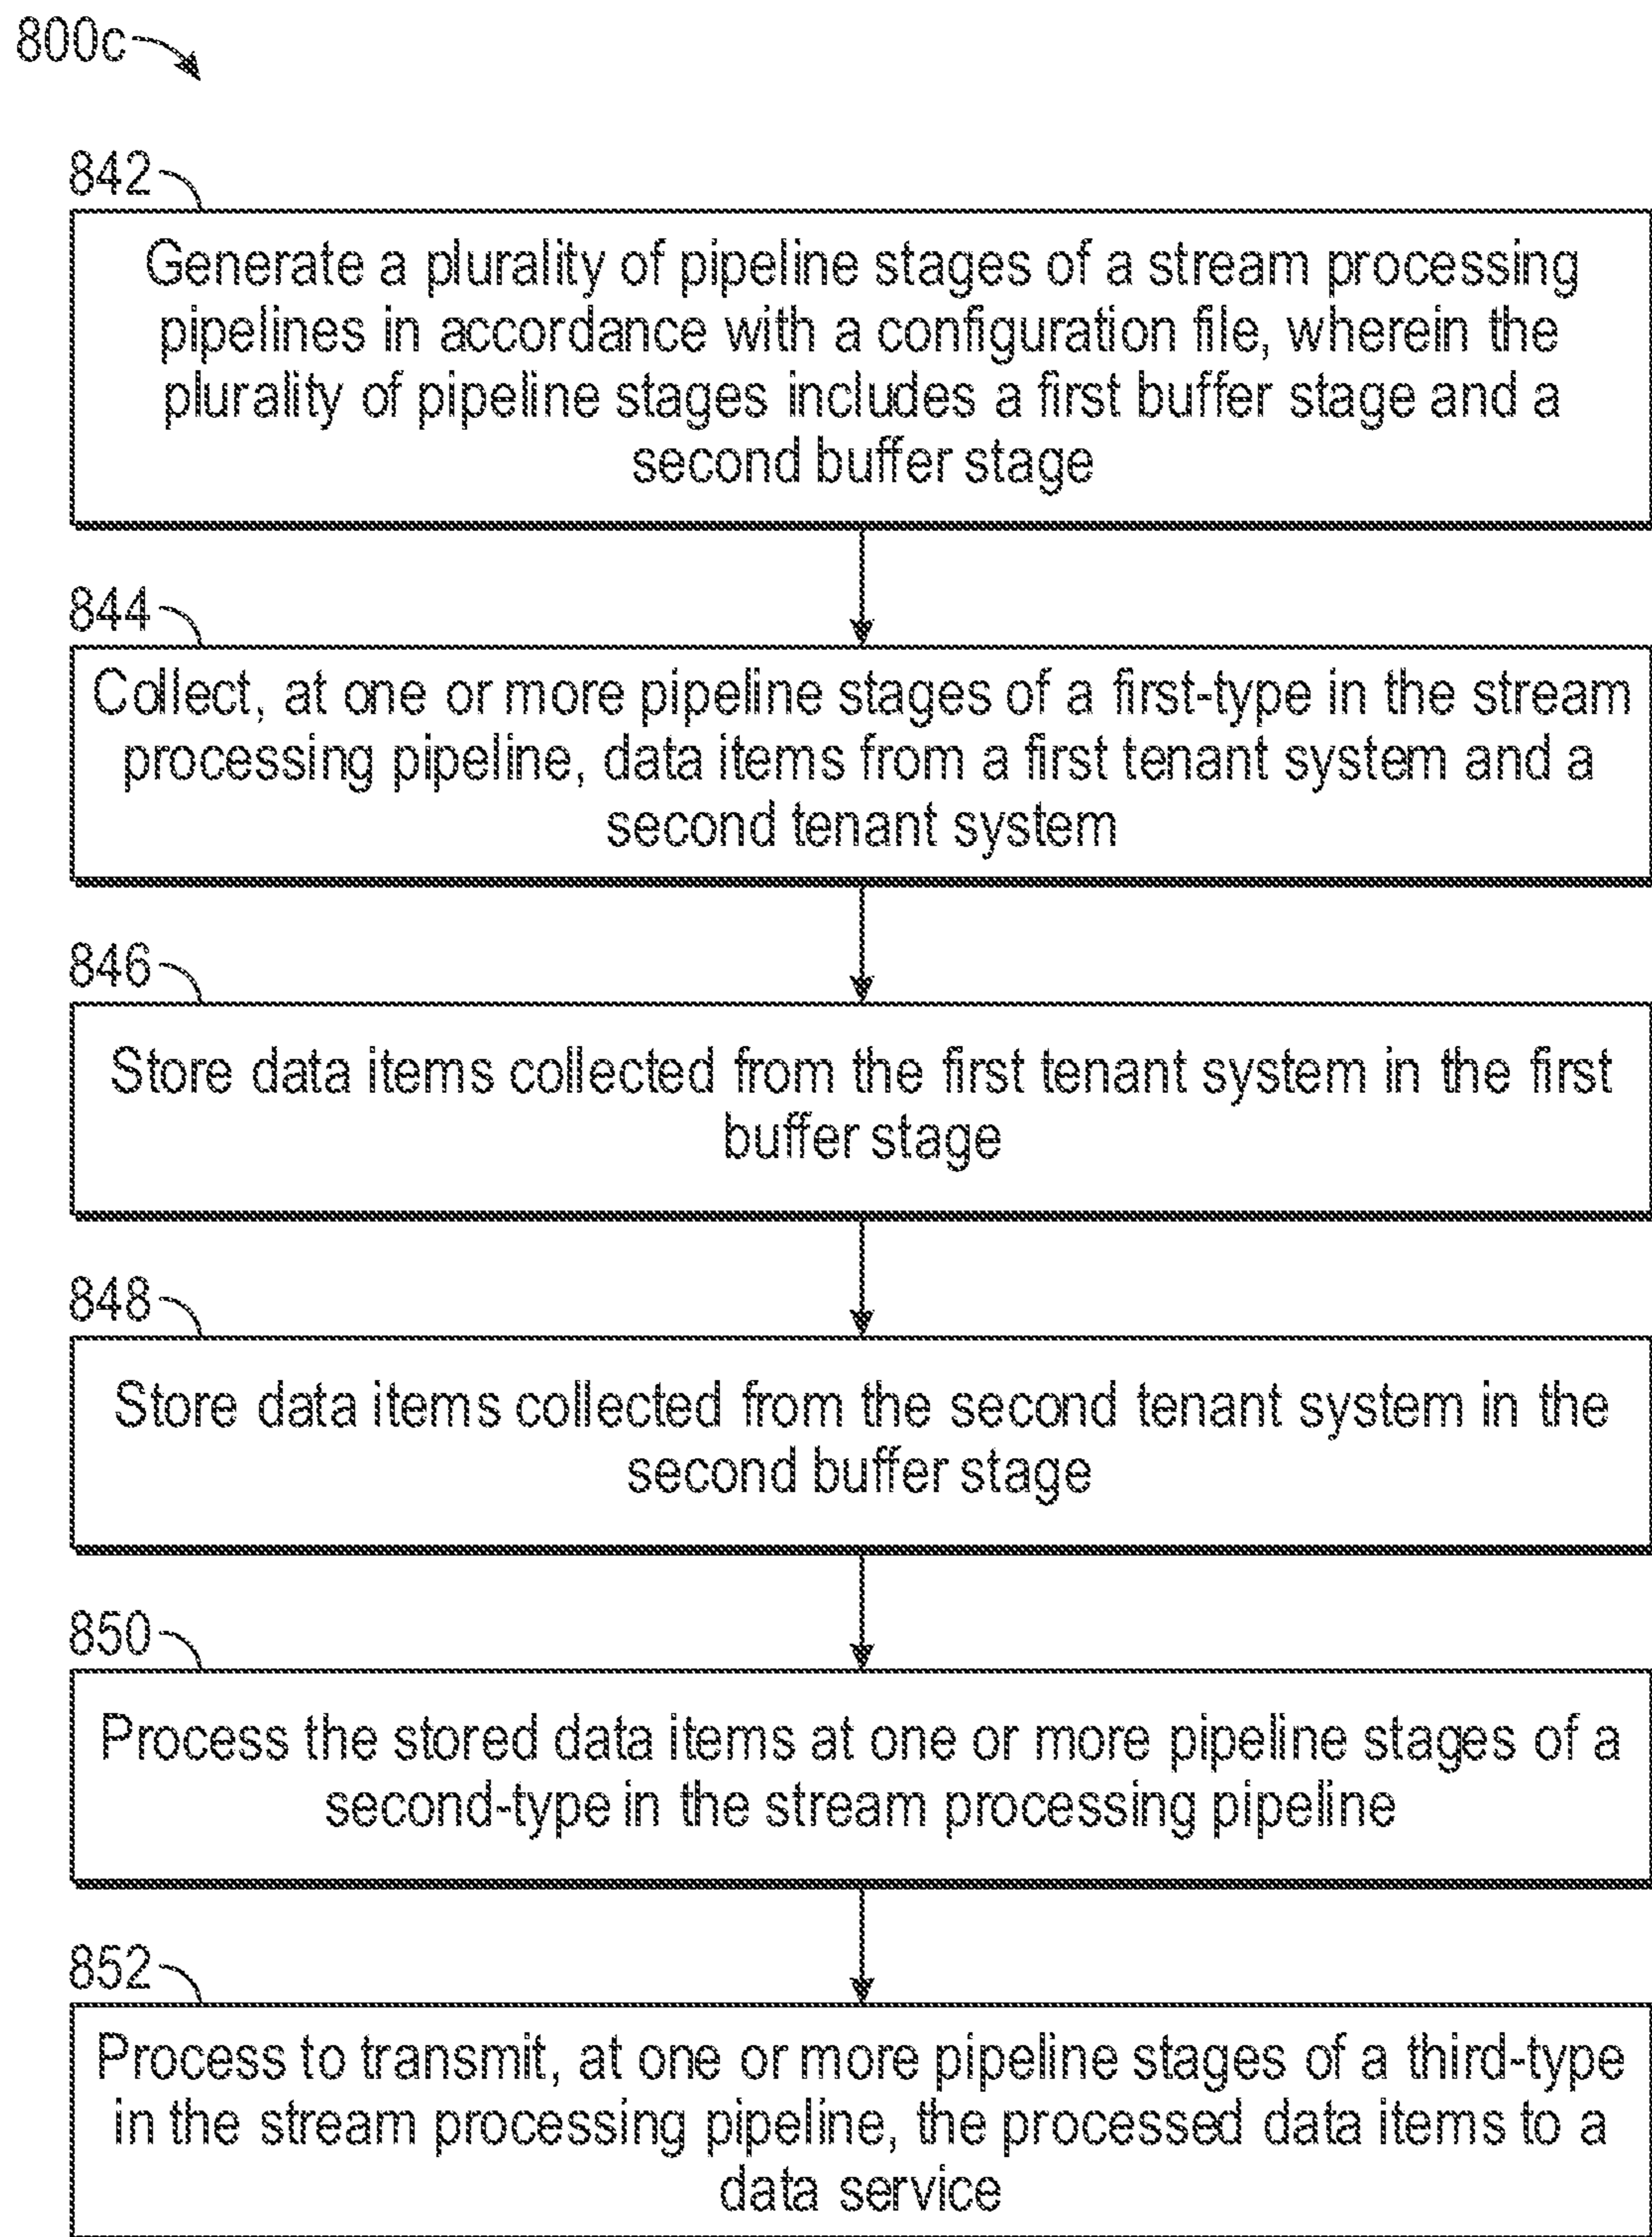 800c
842
Generate a plurality of pipeline stages of a stream processing
pipelines in accordance with a configuration file, wherein the
plurality of pipeline stages includes a first buffer stage and a
second buffer stage
844
Collect, at one or more pipeline stages of a first-type in the stream
processing pipeline, data items from a first tenant system and a
second tenant system
846
Store data items collected from the first tenant system in the first
buffer stage
848
Store data items collected from the second tenant system in the
second buffer stage
850
Process the stored data items at one or more pipeline stages of a
second-type in the stream processing pipeline
852
Process to transmit, at one or more pipeline stages of a third-type
in the stream processing pipeline, the processed data items to a
data service